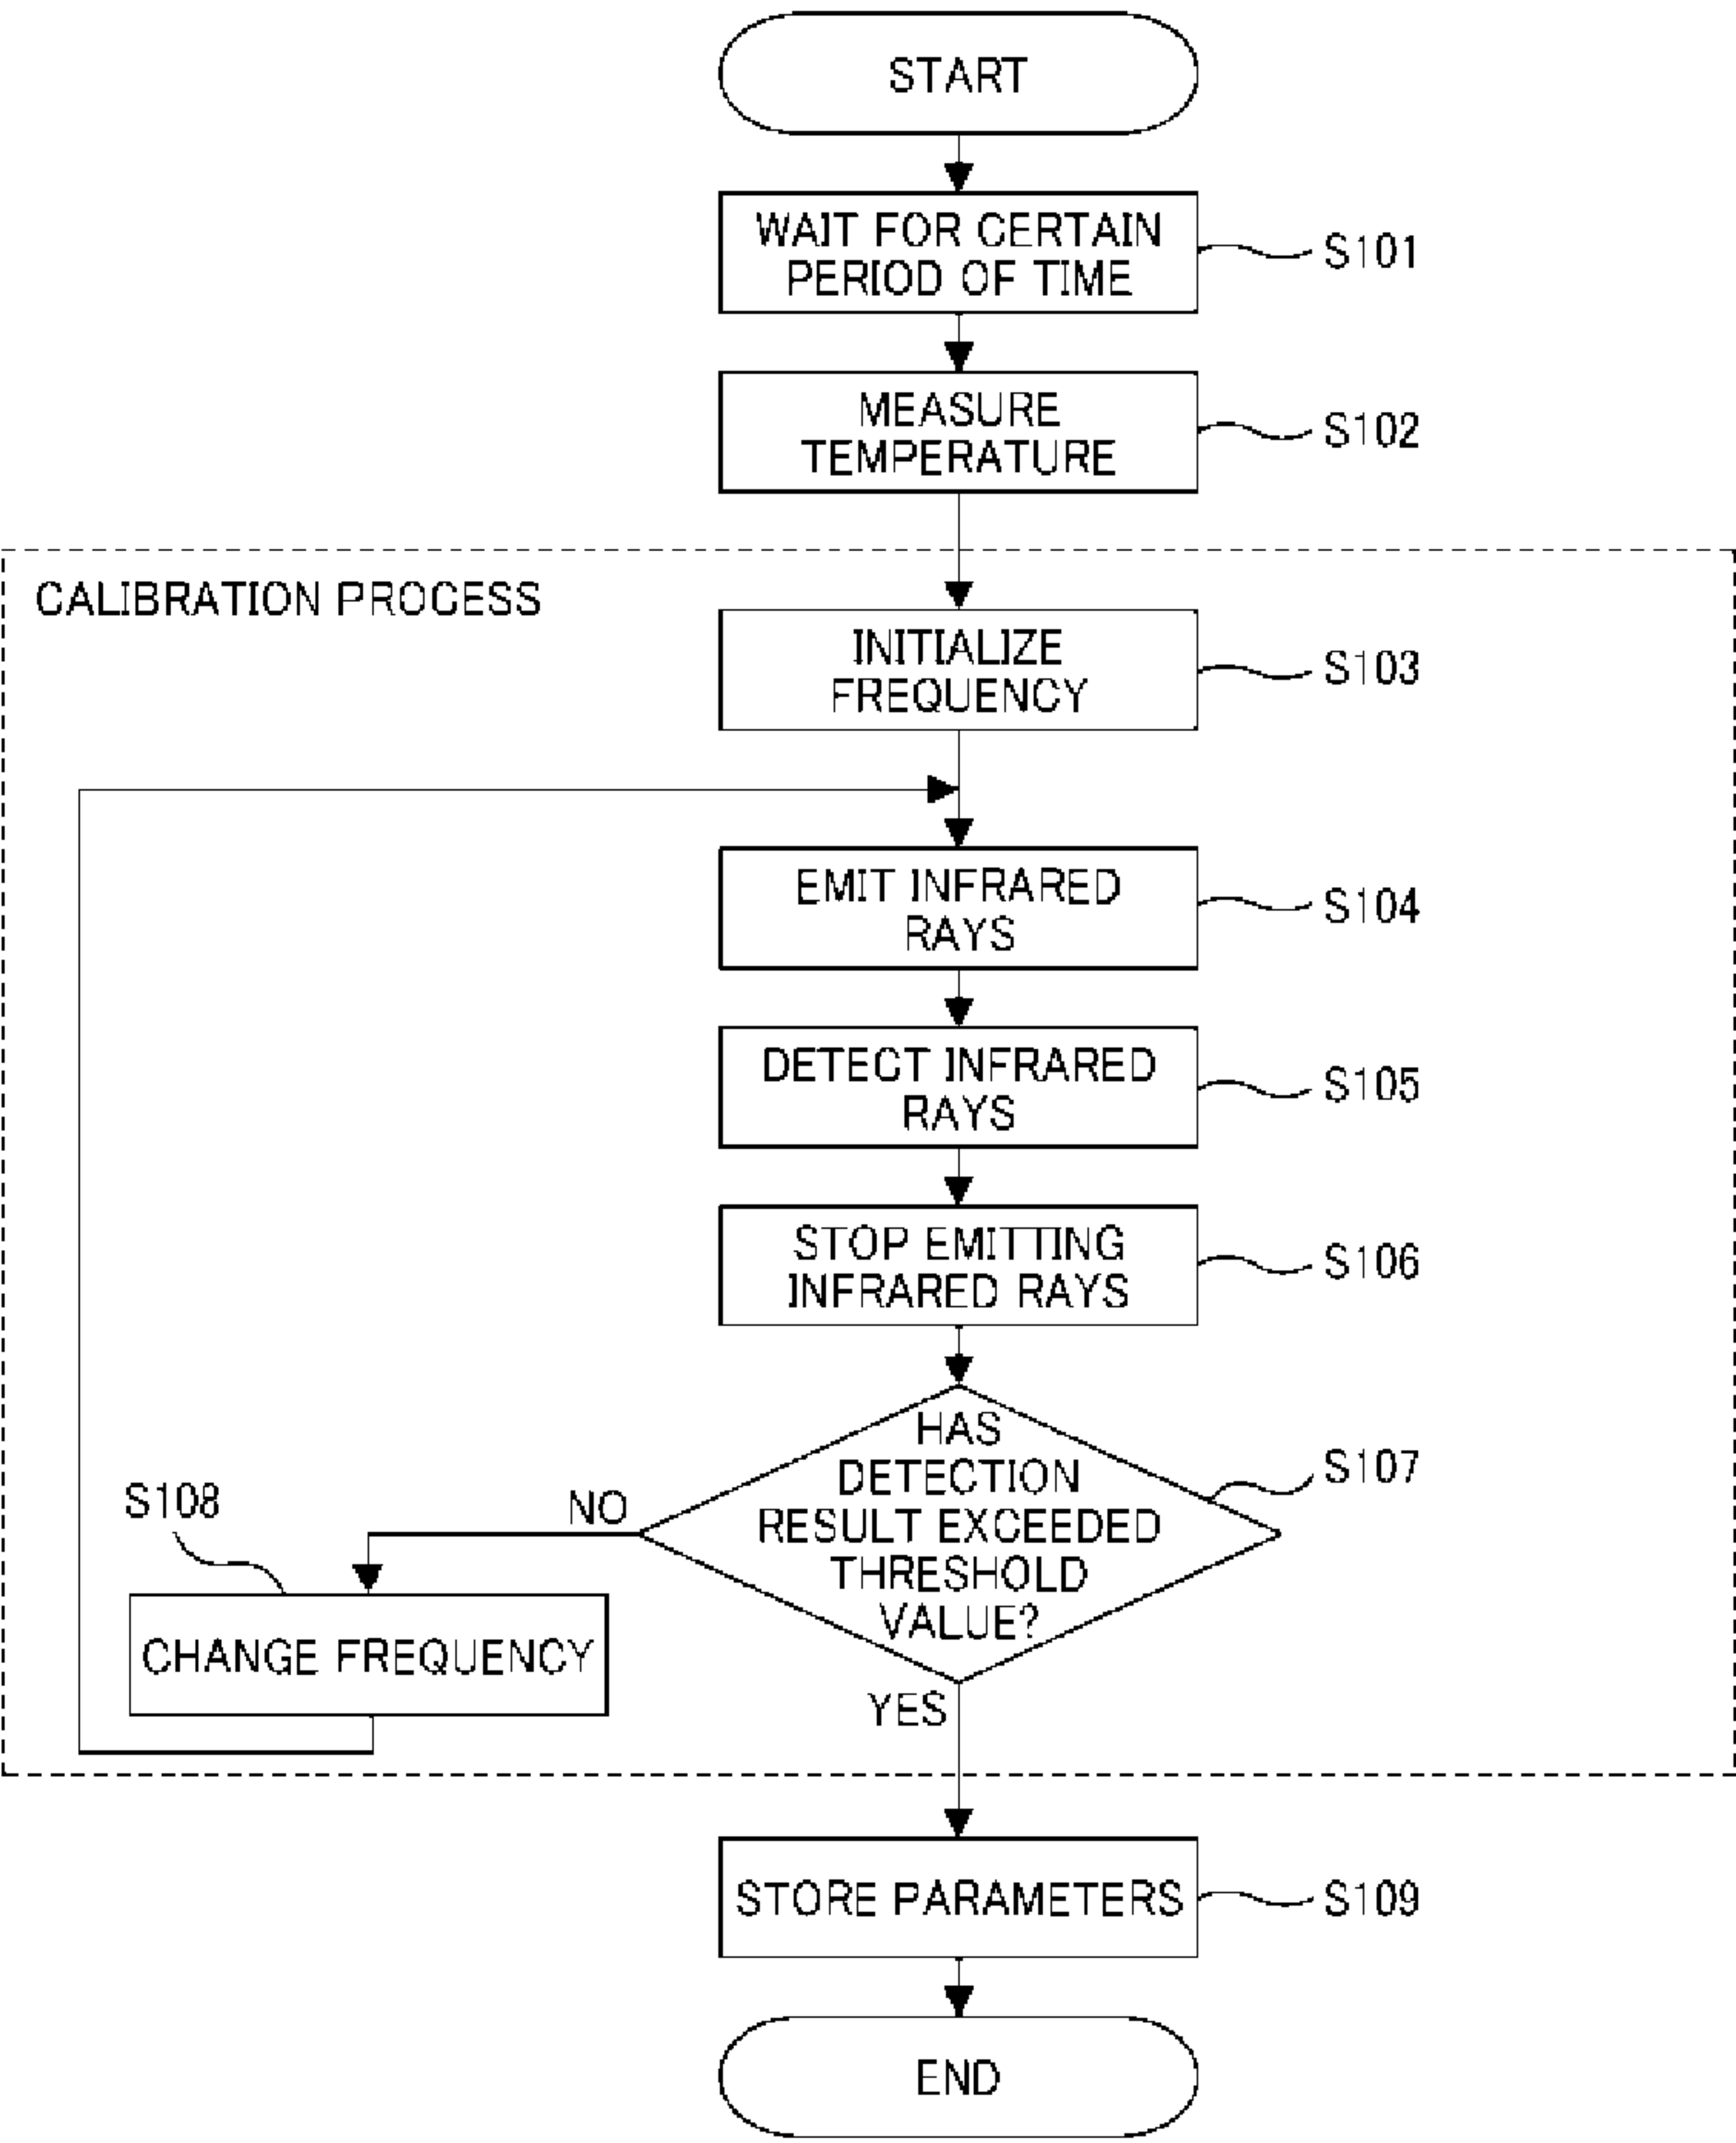 START
WAIT FOR CERTAIN
PERIOD OF TIME
S101
MEASURE
TEMPERATURE
S102
CALIBRATION PROCESS
INITIALIZE
FREQUENCY
S103
EMIT INFRARED
RAYS
S104
DETECT INFRARED
RAYS
S105
STOP EMITTING
INFRARED RAYS
S106
HAS
DETECTION
RESULT EXCEEDED
THRESHOLD
VALUE?
S107
NO
S108
CHANGE FREQUENCY
YES
STORE PARAMETERS
S109
END